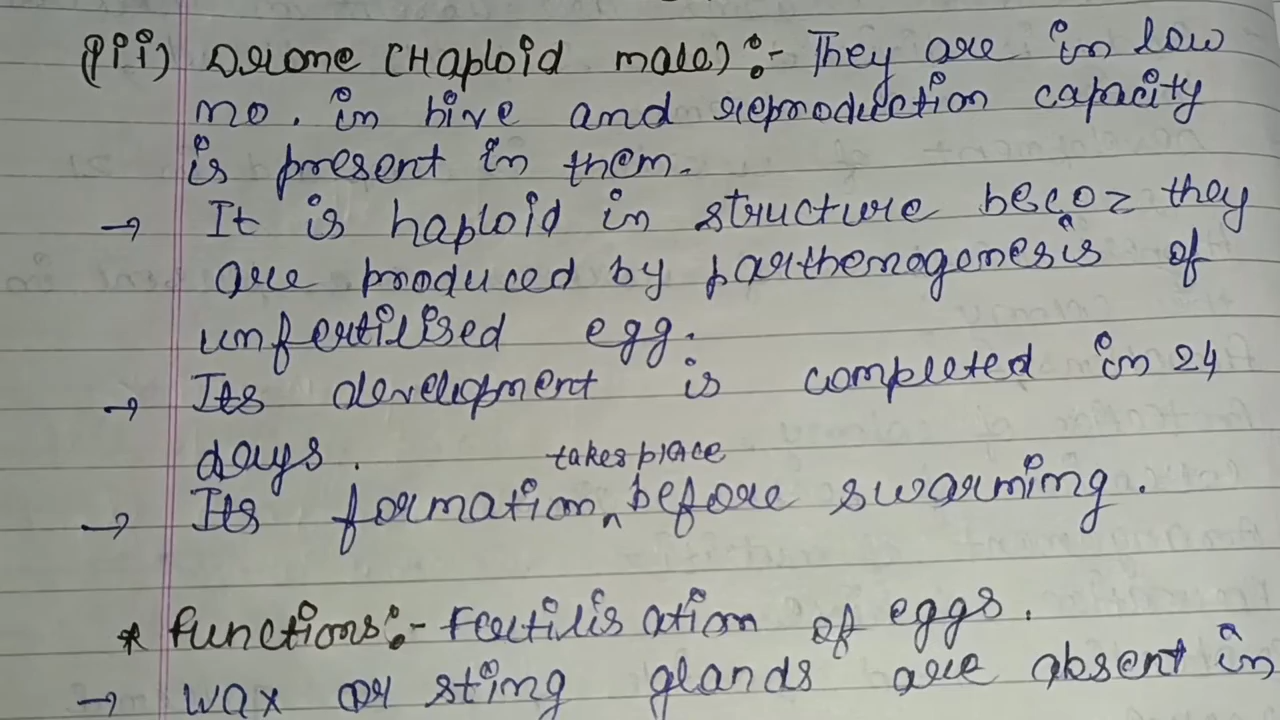 (iii) Drone (Haploid male) :- They are in low
no. in hive and reproduction capacity
is present in them.
→ It is haploid in structure becoz they
are produced by parthenogenesis of
unfertilised egg.
→ Its development is completed in 24
days.
takes place
→ Its formation ^ before swarming.
* functions :- Fertilisation of eggs.
→ wax or sting glands are absent in